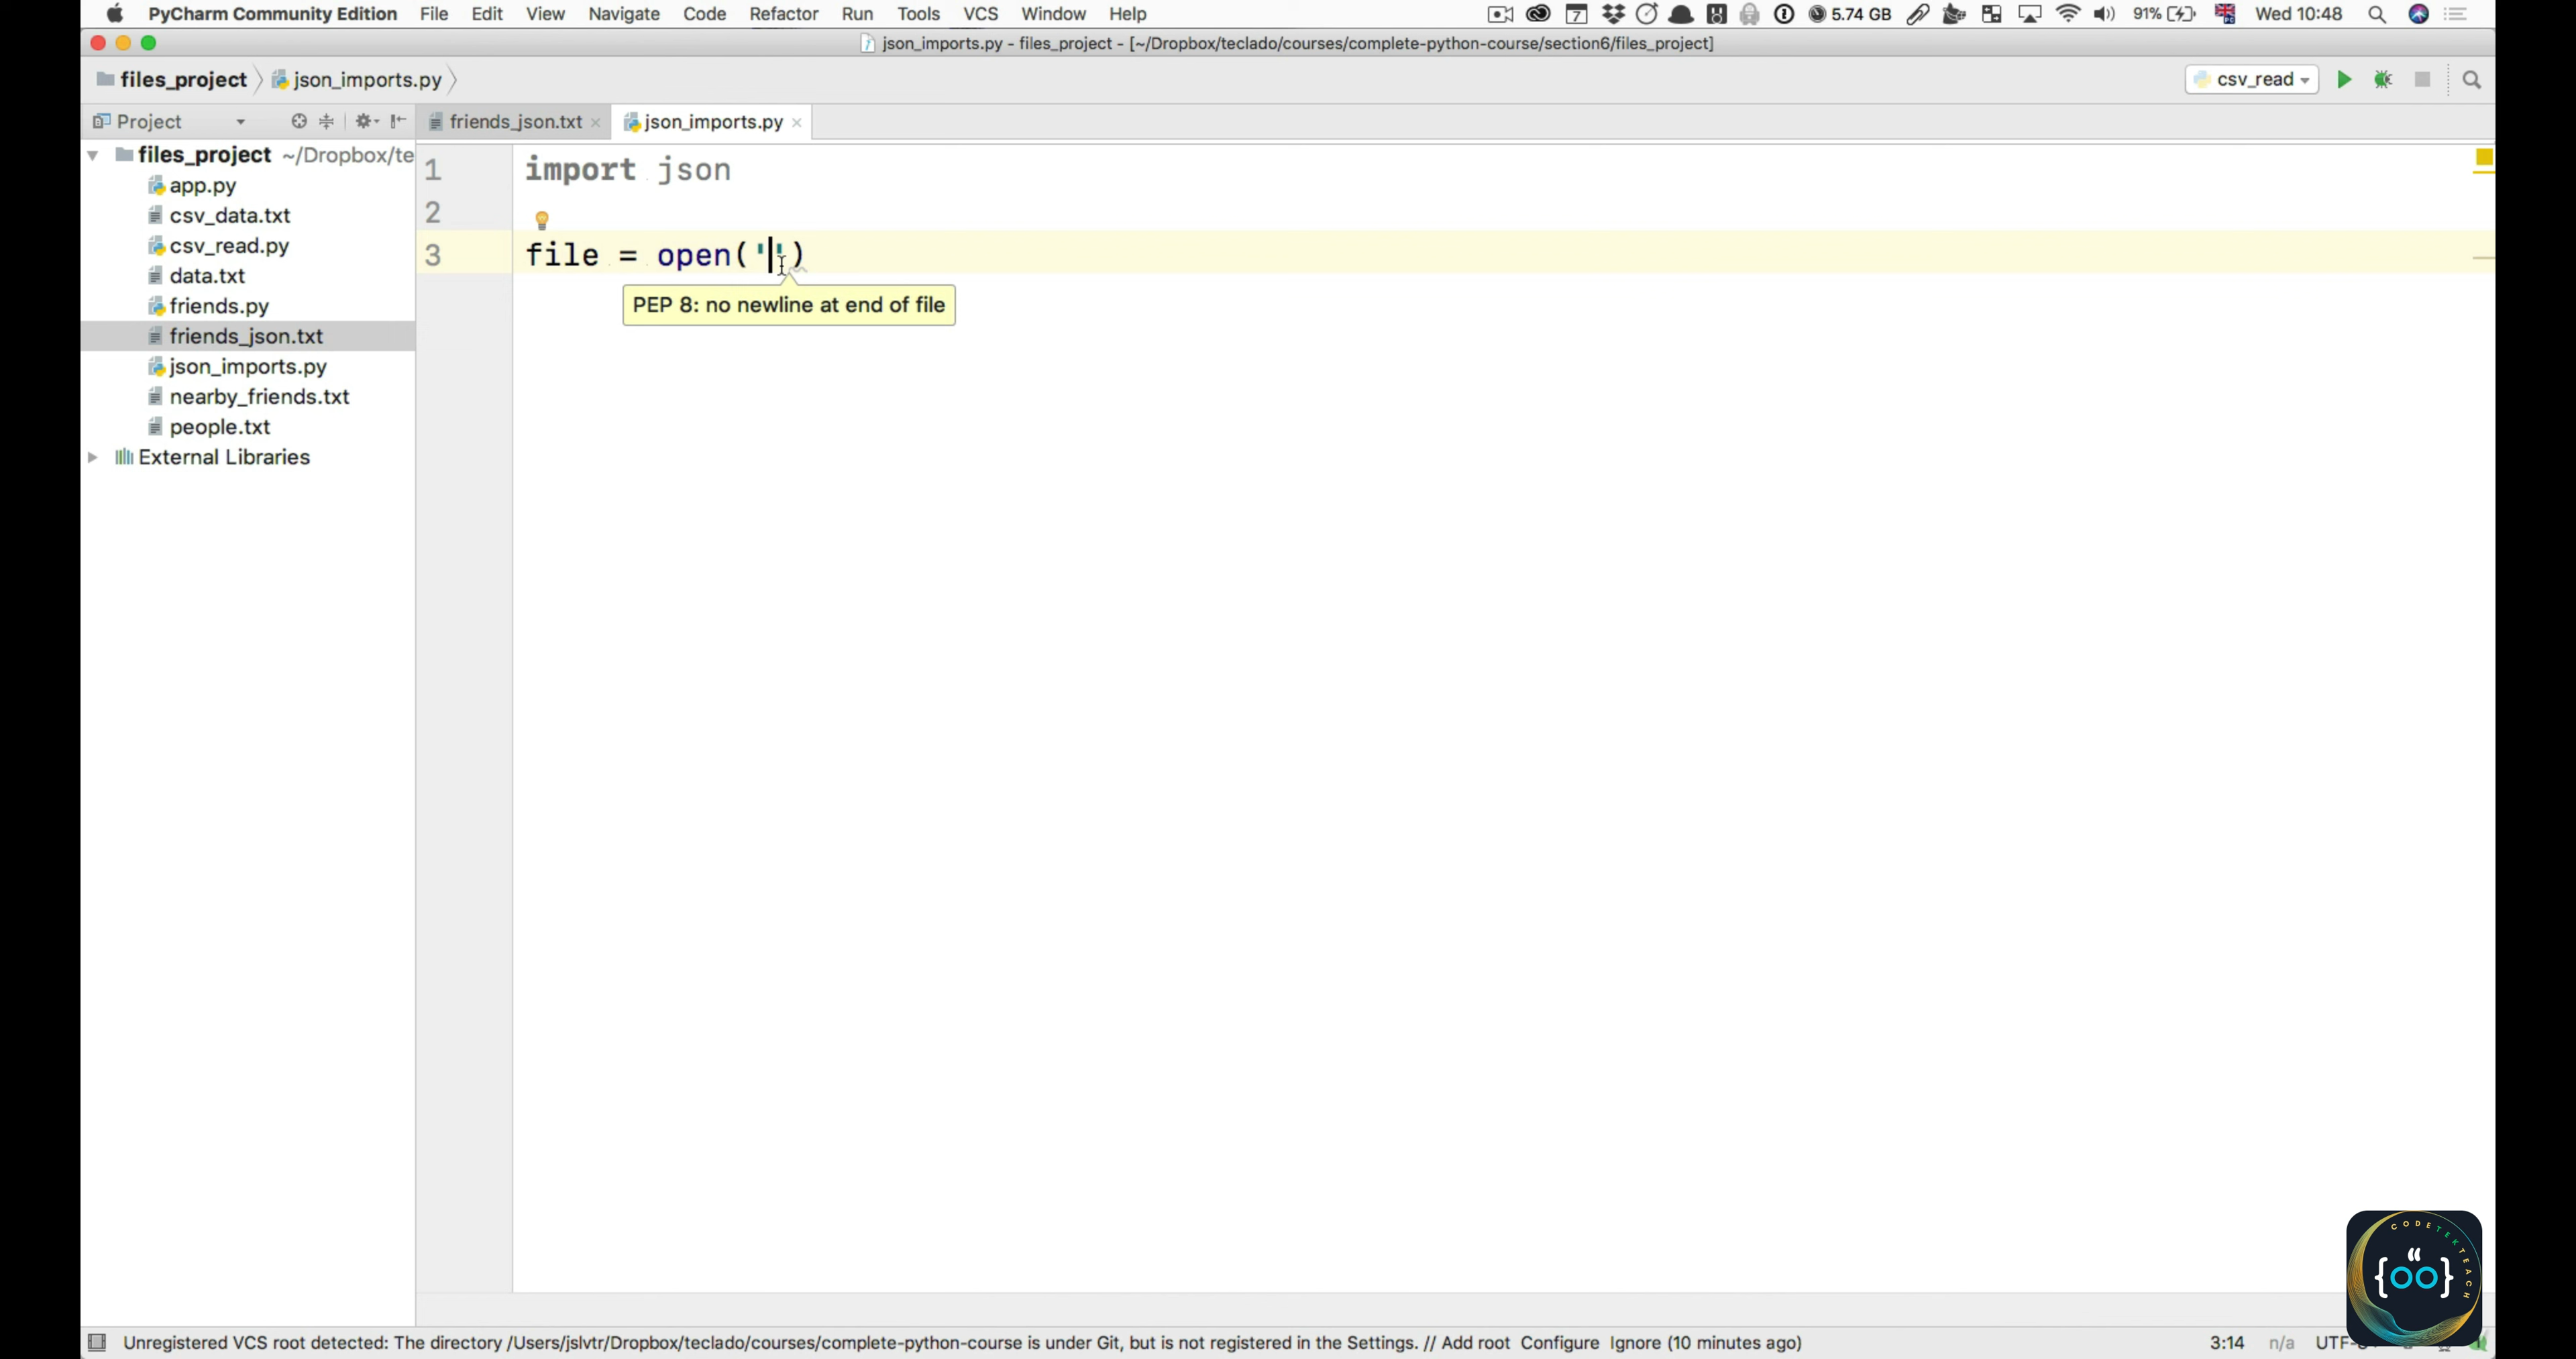 PyCharm Community Edition File Edit View Navigate Code Refactor Run Tools VCS Window Help 7 5.74 GB 91% Wed 10:48
json_imports.py - files_project - [~/Dropbox/teclado/courses/complete-python-course/section6/files_project]
files_project json_imports.py csv_read
Project friends_json.txt json_imports.py
files_project ~/Dropbox/te
app.py
csv_data.txt
csv_read.py
data.txt
friends.py
friends_json.txt
json_imports.py
nearby_friends.txt
people.txt
External Libraries
1 import json
2
3 file = open('')
PEP 8: no newline at end of file
CODETEKTEACH
{oo}
Unregistered VCS root detected: The directory /Users/jslvtr/Dropbox/teclado/courses/complete-python-course is under Git, but is not registered in the Settings. // Add root Configure Ignore (10 minutes ago) 3:14 n/a